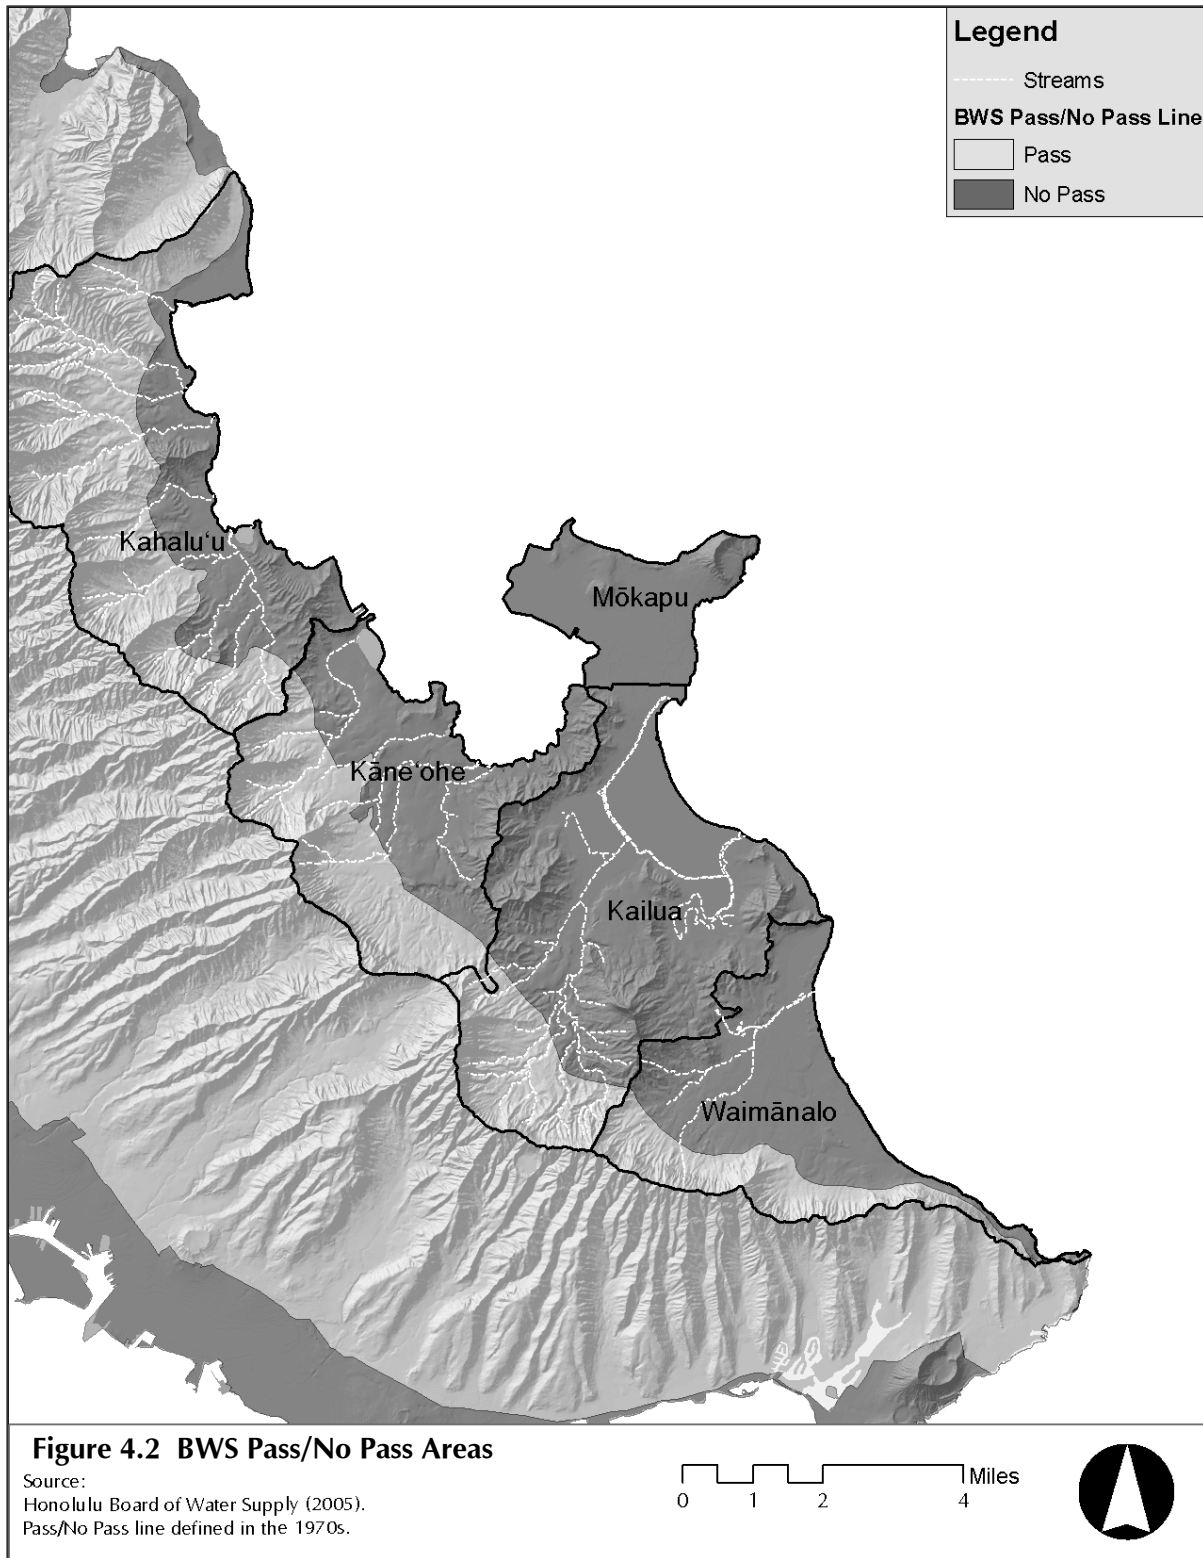 Legend
Streams
BWS Pass/No Pass Line
Pass
No Pass
Kahalu‘u
Mōkapu
Kāne‘ohe
Kailua
Waimānalo
Figure 4.2 BWS Pass/No Pass Areas
Source:
Honolulu Board of Water Supply (2005).
Pass/No Pass line defined in the 1970s.
Miles
0 1 2 4